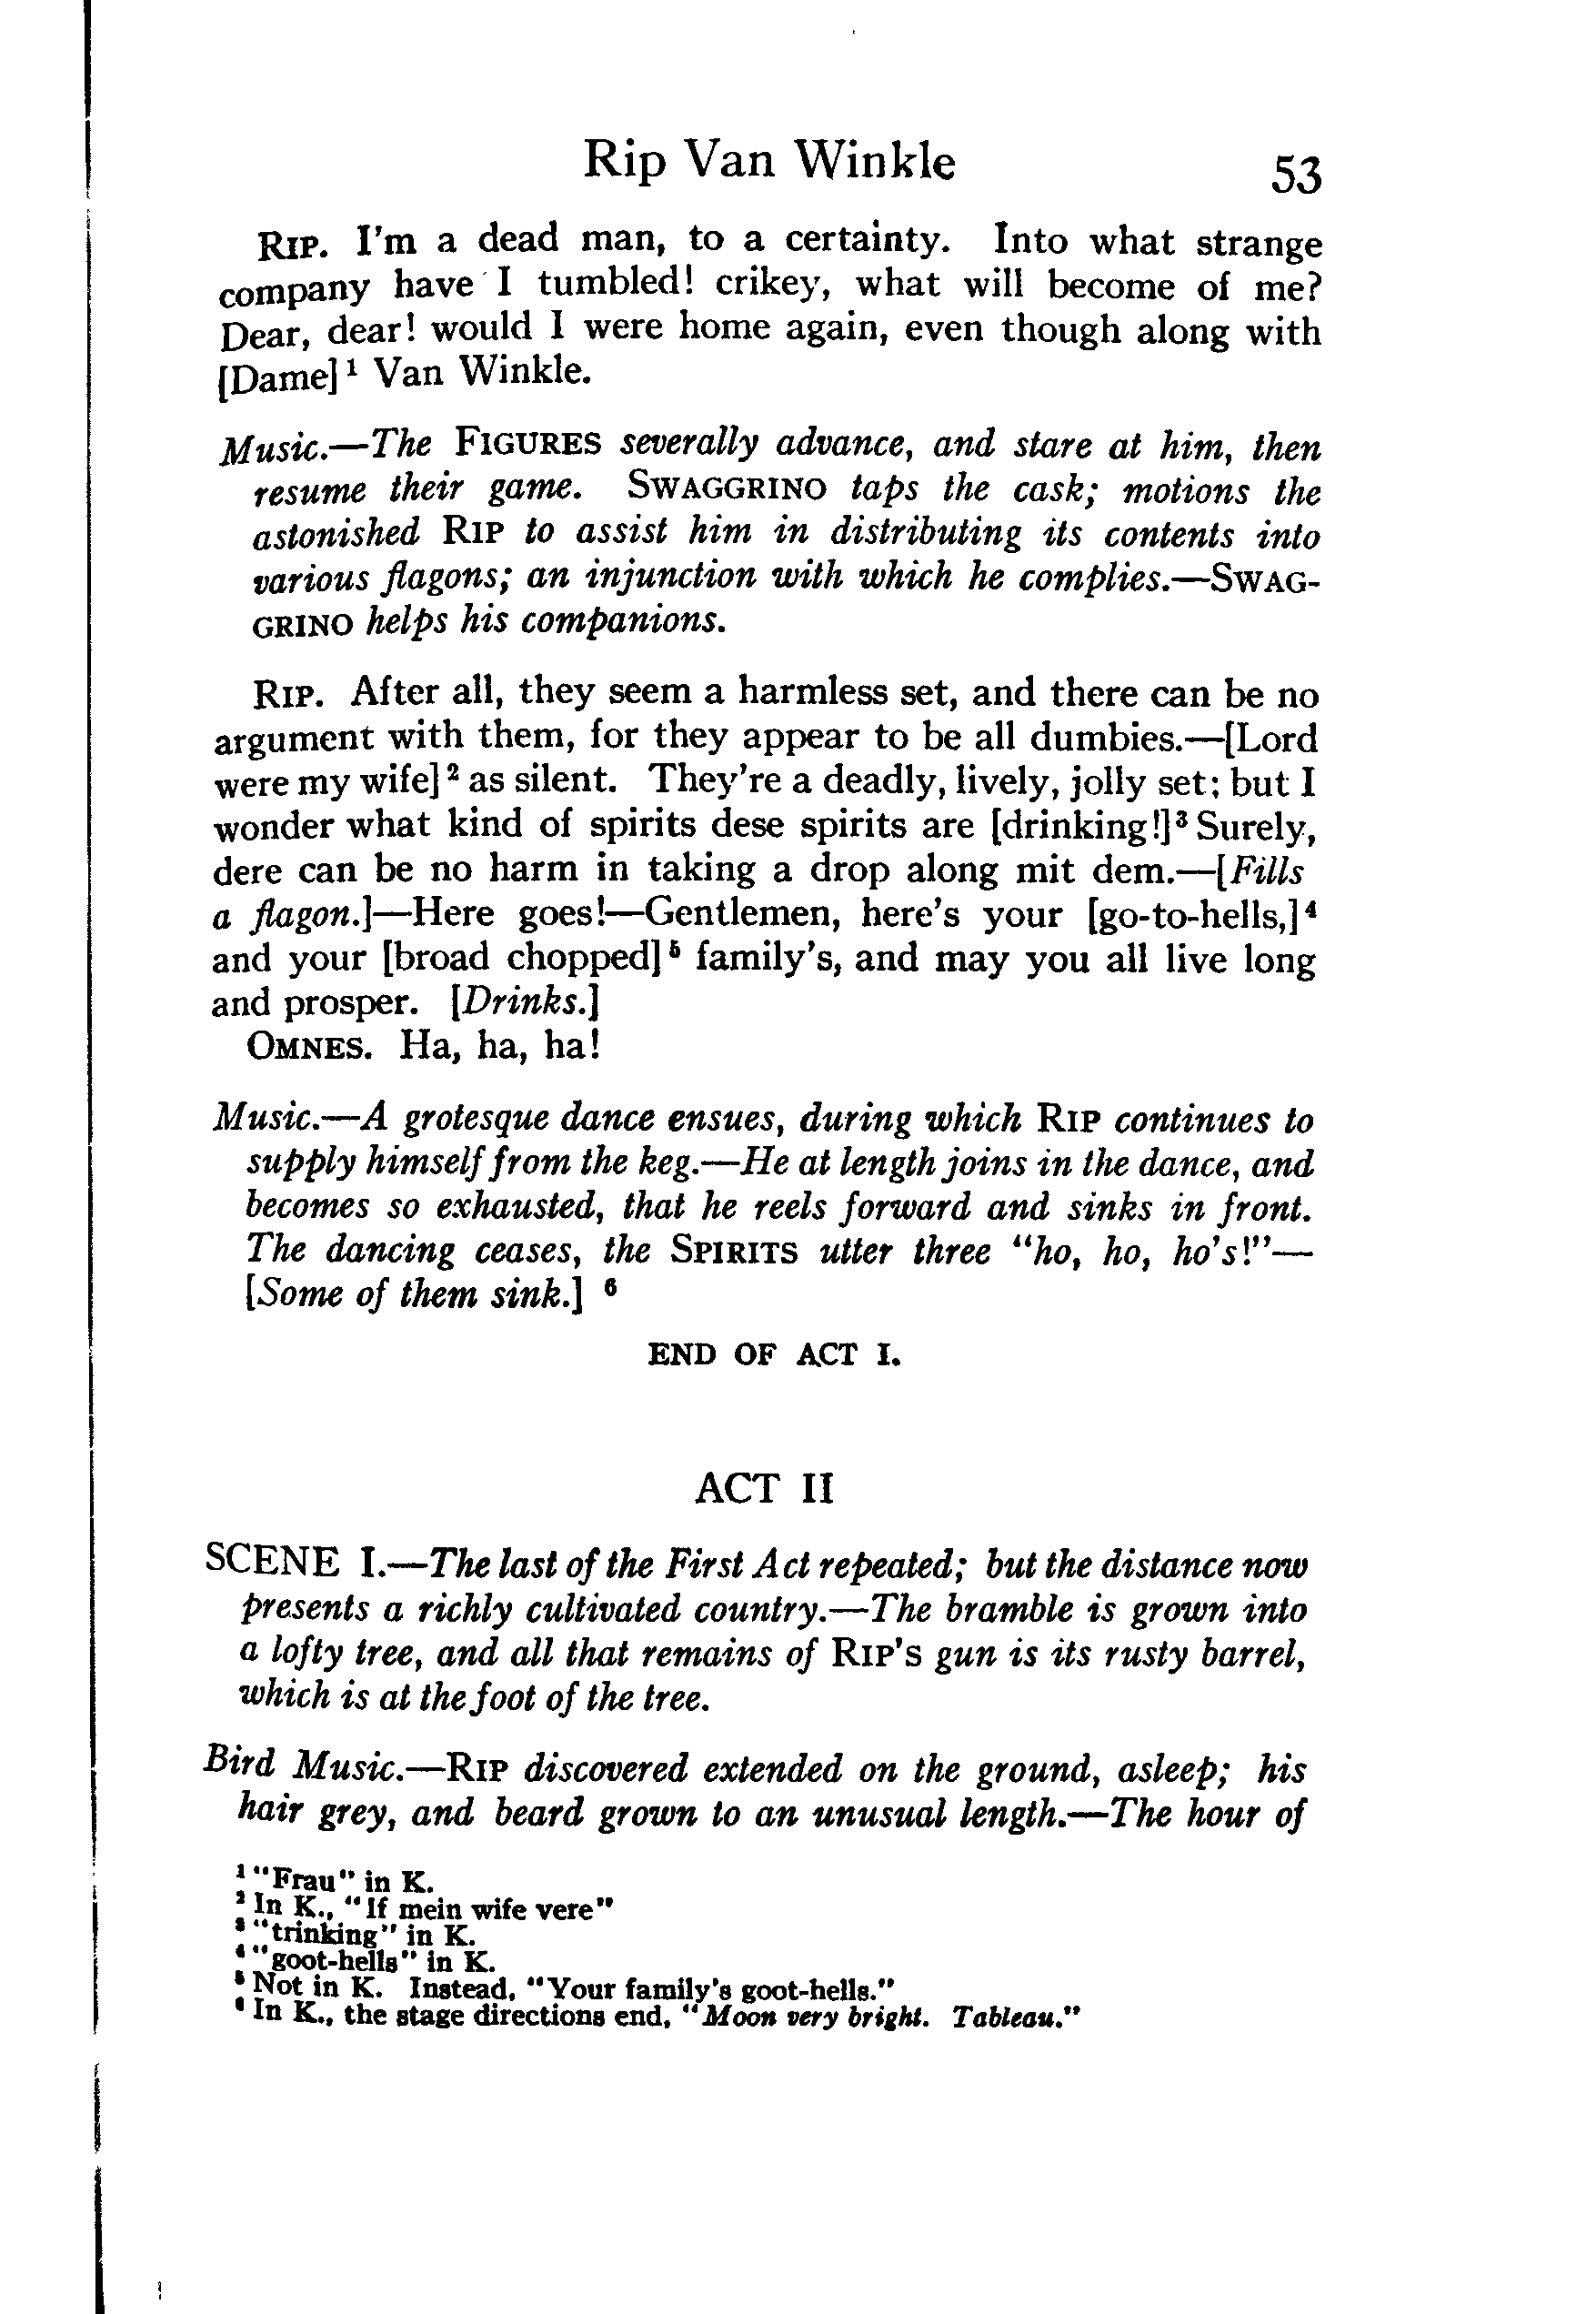 Rip Van Winkle 53
RIP. I'm a dead man, to a certainty. Into what strange
company have I tumbled! crikey, what will become of me?
Dear, dear! would I were home again, even though along with
[Dame] ¹ Van Winkle.
Music.—The FIGURES severally advance, and stare at him, then
resume their game. SWAGGRINO taps the cask; motions the
astonished RIP to assist him in distributing its contents into
various flagons; an injunction with which he complies.—SWAG-
GRINO helps his companions.
RIP. After all, they seem a harmless set, and there can be no
argument with them, for they appear to be all dumbies.—[Lord
were my wife] ² as silent. They're a deadly, lively, jolly set; but I
wonder what kind of spirits dese spirits are [drinking!] ³ Surely,
dere can be no harm in taking a drop along mit dem.—[Fills
a flagon.]—Here goes!—Gentlemen, here's your [go-to-hells,] ⁴
and your [broad chopped] ⁵ family's, and may you all live long
and prosper. [Drinks.]
OMNES. Ha, ha, ha!
Music.—A grotesque dance ensues, during which RIP continues to
supply himself from the keg.—He at length joins in the dance, and
becomes so exhausted, that he reels forward and sinks in front.
The dancing ceases, the SPIRITS utter three "ho, ho, ho's!"—
[Some of them sink.] ⁶
END OF ACT I.
ACT II
SCENE I.—The last of the First Act repeated; but the distance now
presents a richly cultivated country.—The bramble is grown into
a lofty tree, and all that remains of RIP'S gun is its rusty barrel,
which is at the foot of the tree.
Bird Music.—RIP discovered extended on the ground, asleep; his
hair grey, and beard grown to an unusual length.—The hour of
¹ "Frau" in K.
² In K., "If mein wife vere"
³ "trinking" in K.
⁴ "goot-hells" in K.
⁵ Not in K. Instead, "Your family's goot-hells."
⁶ In K., the stage directions end, "Moon very bright. Tableau."